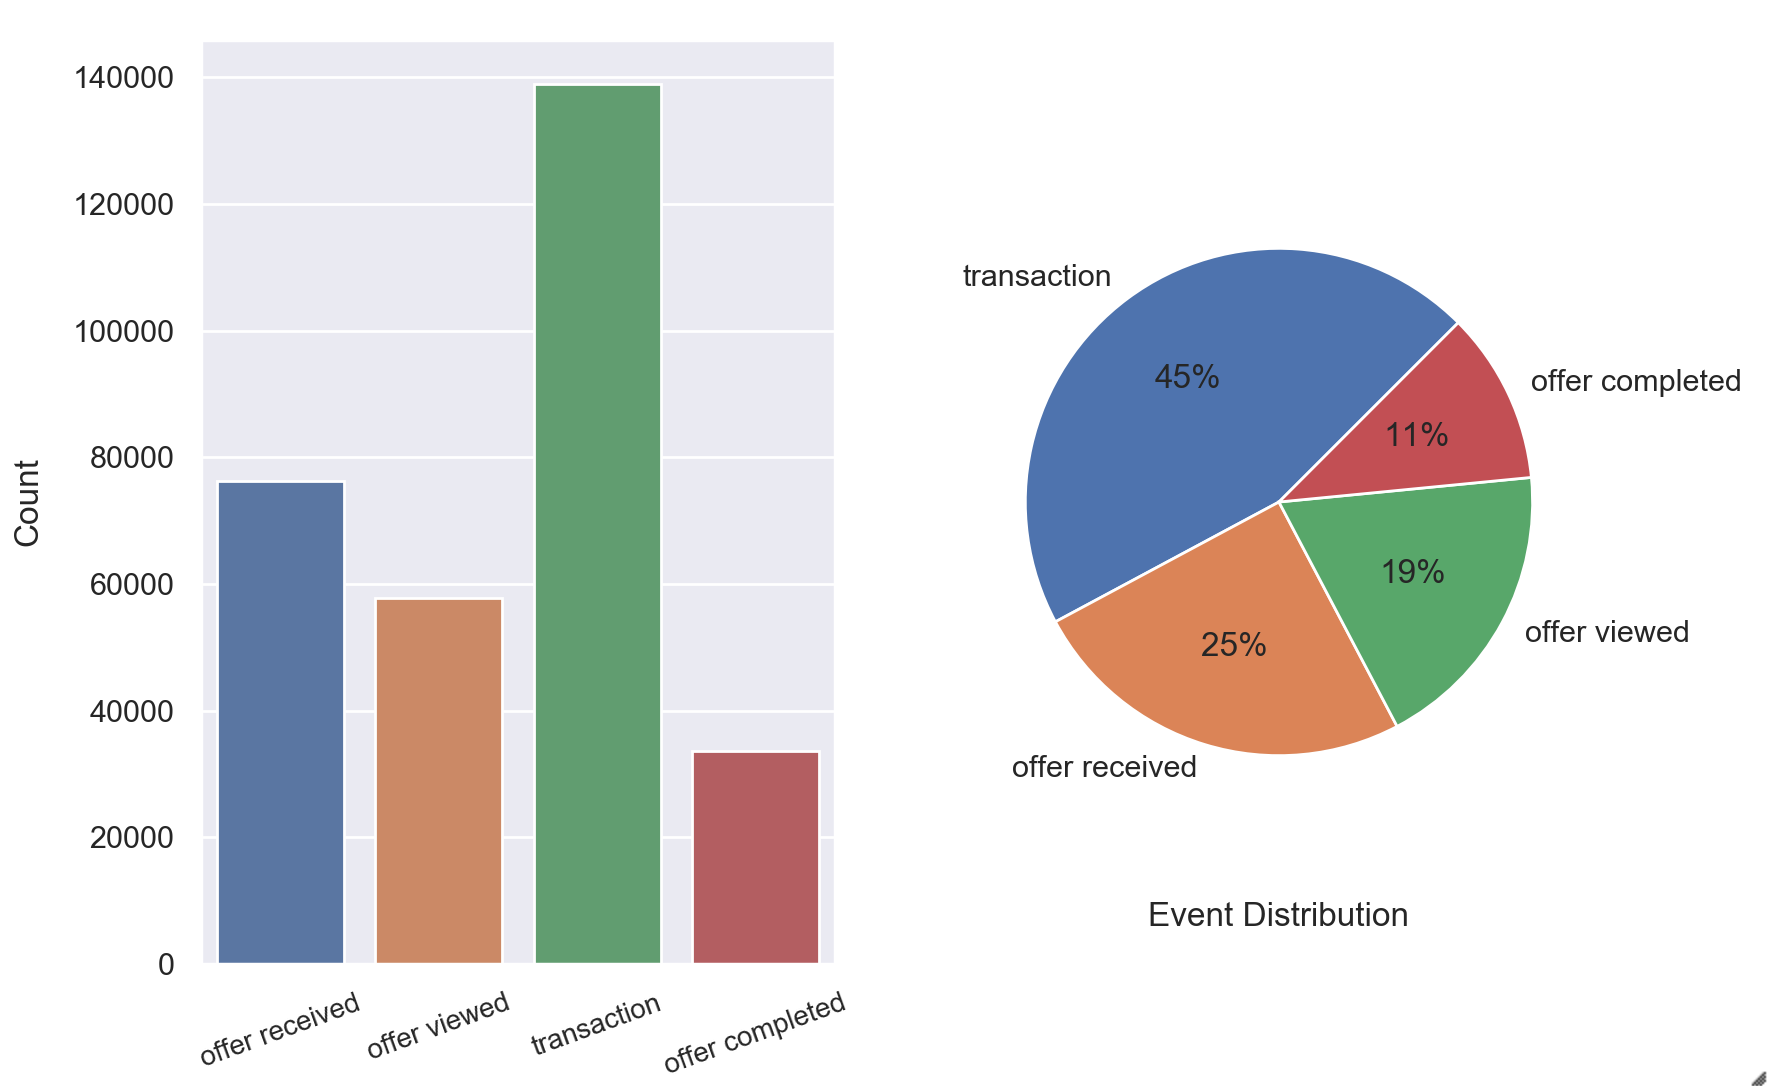 140000
120000
100000
80000
60000
40000
20000
0
Count
offer received
offer viewed
transaction
offer completed
transaction
45%
offer completed
11%
19%
offer viewed
25%
offer received
Event Distribution